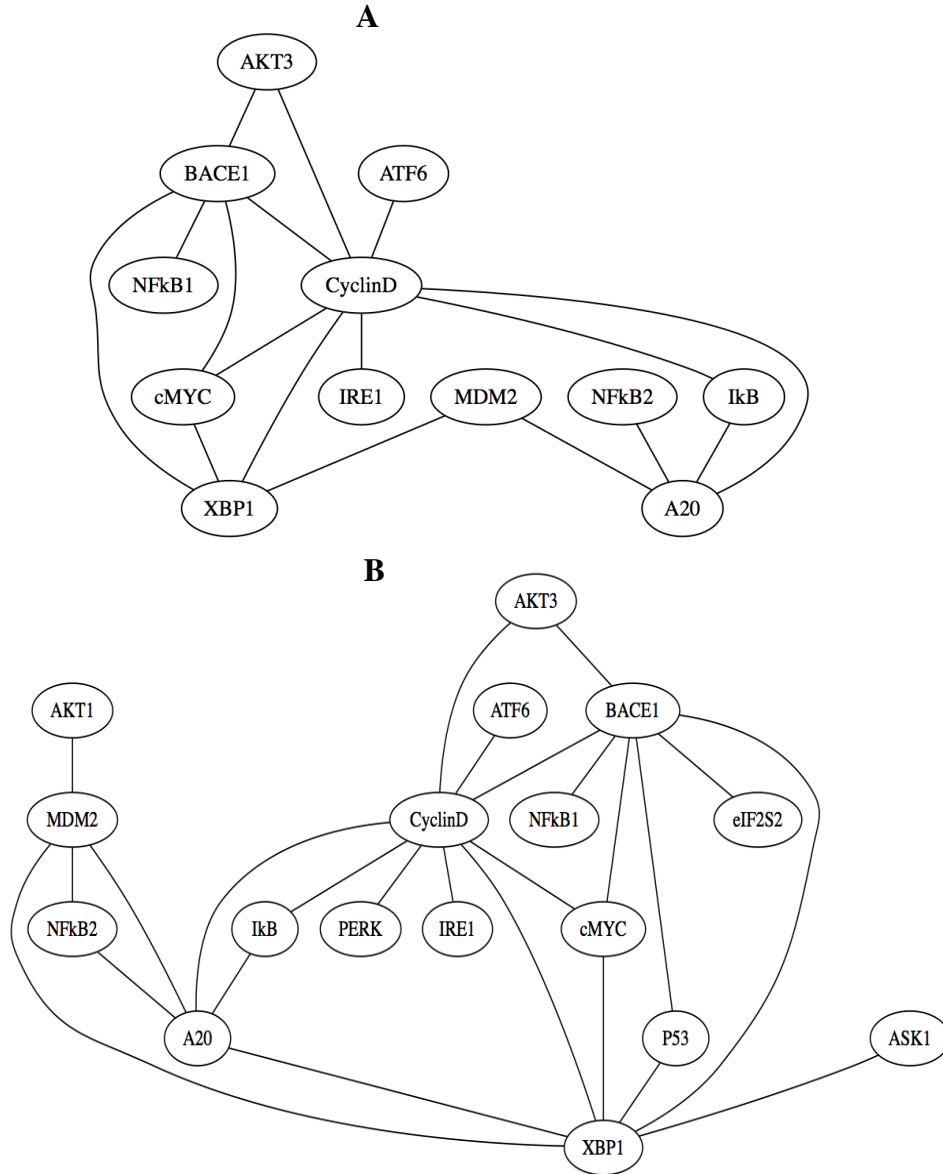 A
AKT3
BACE1 ATF6
NFkB1 CyclinD
cMYC IRE1 MDM2 NFkB2 IkB
XBP1 A20
B
AKT3
AKT1 ATF6 BACE1
MDM2 CyclinD NFkB1 eIF2S2
NFkB2 IkB PERK IRE1 cMYC
A20 P53 ASK1
XBP1